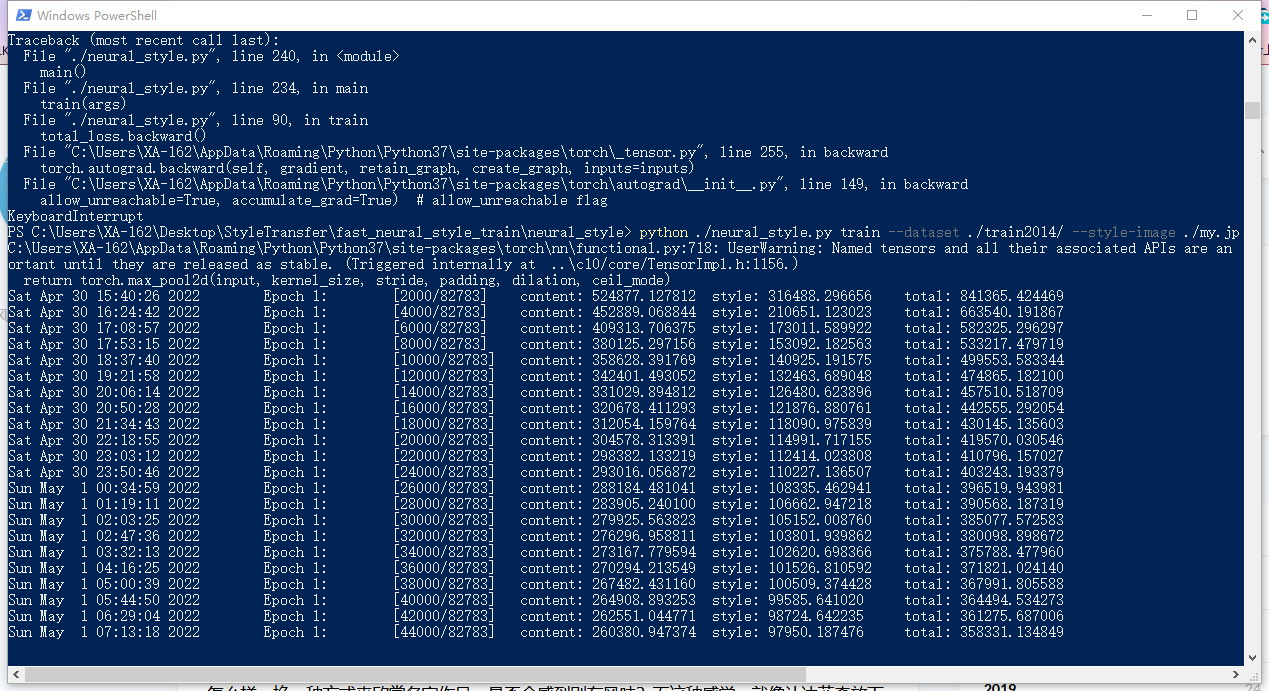 Windows PowerShell
Traceback (most recent call last):
File "./neural_style.py", line 240, in <module>
main()
File "./neural_style.py", line 234, in main
train(args)
File "./neural_style.py", line 90, in train
total_loss.backward()
File "C:\Users\XA-162\AppData\Roaming\Python\Python37\site-packages\torch\_tensor.py", line 255, in backward
torch.autograd.backward(self, gradient, retain_graph, create_graph, inputs=inputs)
File "C:\Users\XA-162\AppData\Roaming\Python\Python37\site-packages\torch\autograd\__init__.py", line 149, in backward
allow_unreachable=True, accumulate_grad=True)  # allow_unreachable flag
KeyboardInterrupt
PS C:\Users\XA-162\Desktop\StyleTransfer\fast_neural_style_train\neural_style> python ./neural_style.py train --dataset ./train2014/ --style-image ./my.jp
C:\Users\XA-162\AppData\Roaming\Python\Python37\site-packages\torch\nn\functional.py:718: UserWarning: Named tensors and all their associated APIs are an
ortant until they are released as stable. (Triggered internally at  ..\c10/core/TensorImpl.h:1156.)
return torch.max_pool2d(input, kernel_size, stride, padding, dilation, ceil_mode)
Sat Apr 30 15:40:26 2022 Epoch 1: [2000/82783] content: 524877.127812 style: 316488.296656 total: 841365.424469
Sat Apr 30 16:24:42 2022 Epoch 1: [4000/82783] content: 452889.068844 style: 210651.123023 total: 663540.191867
Sat Apr 30 17:08:57 2022 Epoch 1: [6000/82783] content: 409313.706375 style: 173011.589922 total: 582325.296297
Sat Apr 30 17:53:15 2022 Epoch 1: [8000/82783] content: 380125.297156 style: 153092.182563 total: 533217.479719
Sat Apr 30 18:37:40 2022 Epoch 1: [10000/82783] content: 358628.391769 style: 140925.191575 total: 499553.583344
Sat Apr 30 19:21:58 2022 Epoch 1: [12000/82783] content: 342401.493052 style: 132463.689048 total: 474865.182100
Sat Apr 30 20:06:14 2022 Epoch 1: [14000/82783] content: 331029.894812 style: 126480.623896 total: 457510.518709
Sat Apr 30 20:50:28 2022 Epoch 1: [16000/82783] content: 320678.411293 style: 121876.880761 total: 442555.292054
Sat Apr 30 21:34:43 2022 Epoch 1: [18000/82783] content: 312054.159764 style: 118090.975839 total: 430145.135603
Sat Apr 30 22:18:55 2022 Epoch 1: [20000/82783] content: 304578.313391 style: 114991.717155 total: 419570.030546
Sat Apr 30 23:03:12 2022 Epoch 1: [22000/82783] content: 298382.133219 style: 112414.023808 total: 410796.157027
Sat Apr 30 23:50:46 2022 Epoch 1: [24000/82783] content: 293016.056872 style: 110227.136507 total: 403243.193379
Sun May  1 00:34:59 2022 Epoch 1: [26000/82783] content: 288184.481041 style: 108335.462941 total: 396519.943981
Sun May  1 01:19:11 2022 Epoch 1: [28000/82783] content: 283905.240100 style: 106662.947218 total: 390568.187319
Sun May  1 02:03:25 2022 Epoch 1: [30000/82783] content: 279925.563823 style: 105152.008760 total: 385077.572583
Sun May  1 02:47:36 2022 Epoch 1: [32000/82783] content: 276296.958811 style: 103801.939862 total: 380098.898672
Sun May  1 03:32:13 2022 Epoch 1: [34000/82783] content: 273167.779594 style: 102620.698366 total: 375788.477960
Sun May  1 04:16:25 2022 Epoch 1: [36000/82783] content: 270294.213549 style: 101526.810592 total: 371821.024140
Sun May  1 05:00:39 2022 Epoch 1: [38000/82783] content: 267482.431160 style: 100509.374428 total: 367991.805588
Sun May  1 05:44:50 2022 Epoch 1: [40000/82783] content: 264908.893253 style: 99585.641020 total: 364494.534273
Sun May  1 06:29:04 2022 Epoch 1: [42000/82783] content: 262551.044771 style: 98724.642235 total: 361275.687006
Sun May  1 07:13:18 2022 Epoch 1: [44000/82783] content: 260380.947374 style: 97950.187476 total: 358331.134849
2019